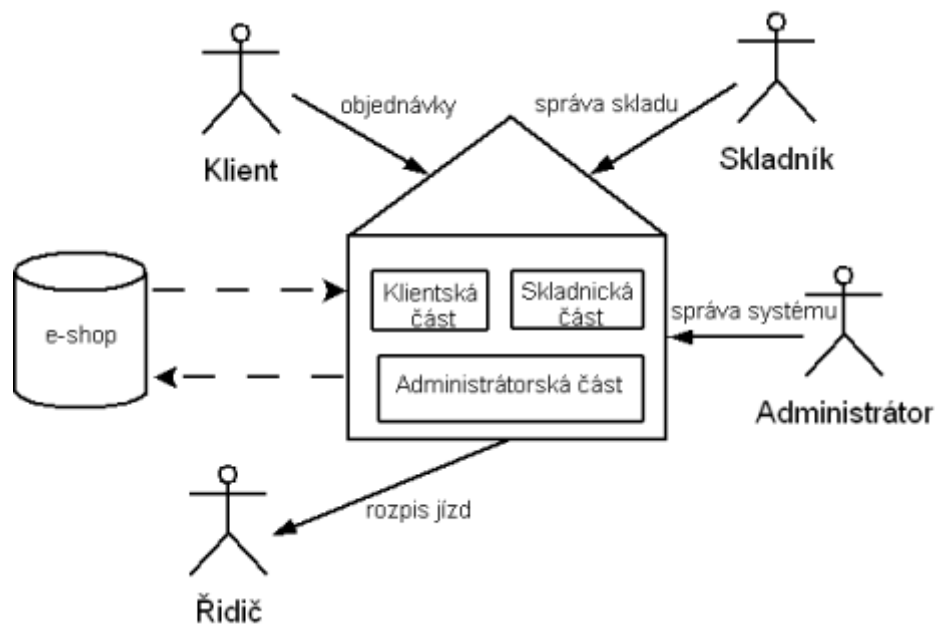 objednávky
správa skladu
Klient
Skladník
Klientská
část
Skladnická
část
správa systému
e-shop
Administrátorská část
Administrátor
rozpis jízd
Řidič